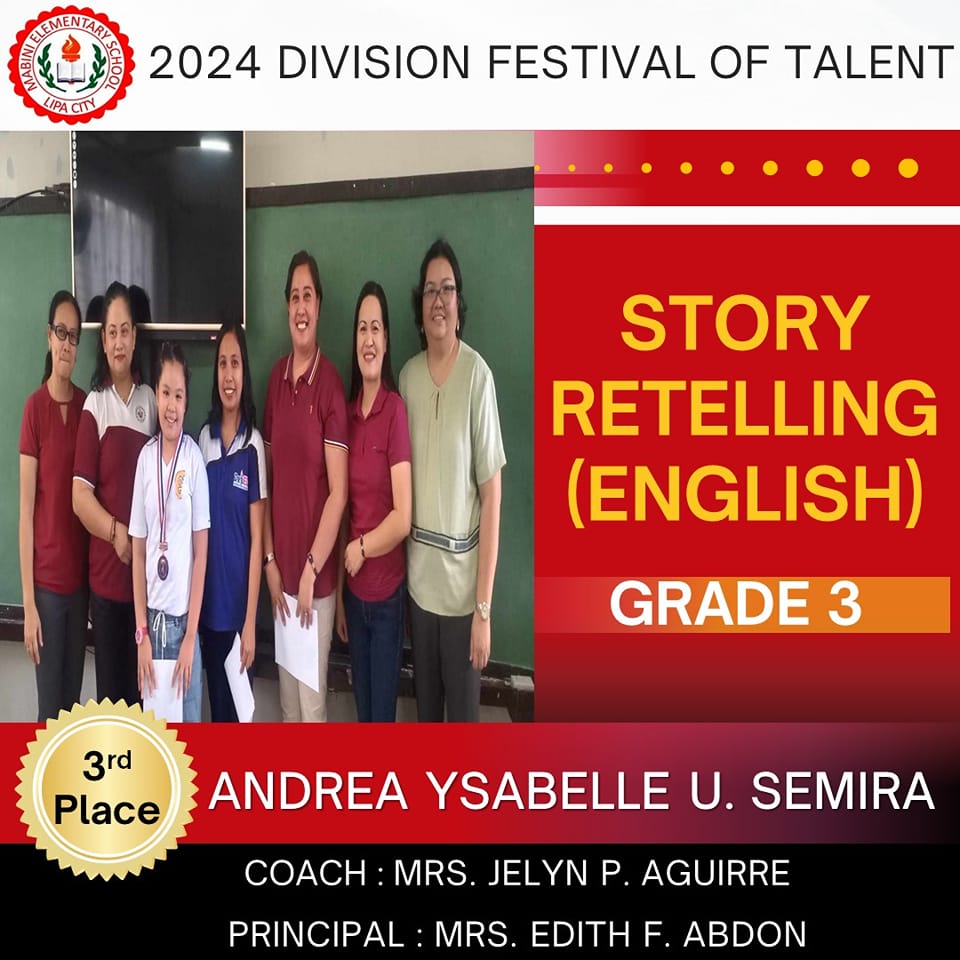 MABINI ELEMENTARY SCHOOL
LIPA CITY
2024 DIVISION FESTIVAL OF TALENT
STORY
RETELLING
(ENGLISH)
GRADE 3
3rd
Place
ANDREA YSABELLE U. SEMIRA
COACH : MRS. JELYN P. AGUIRRE
PRINCIPAL : MRS. EDITH F. ABDON